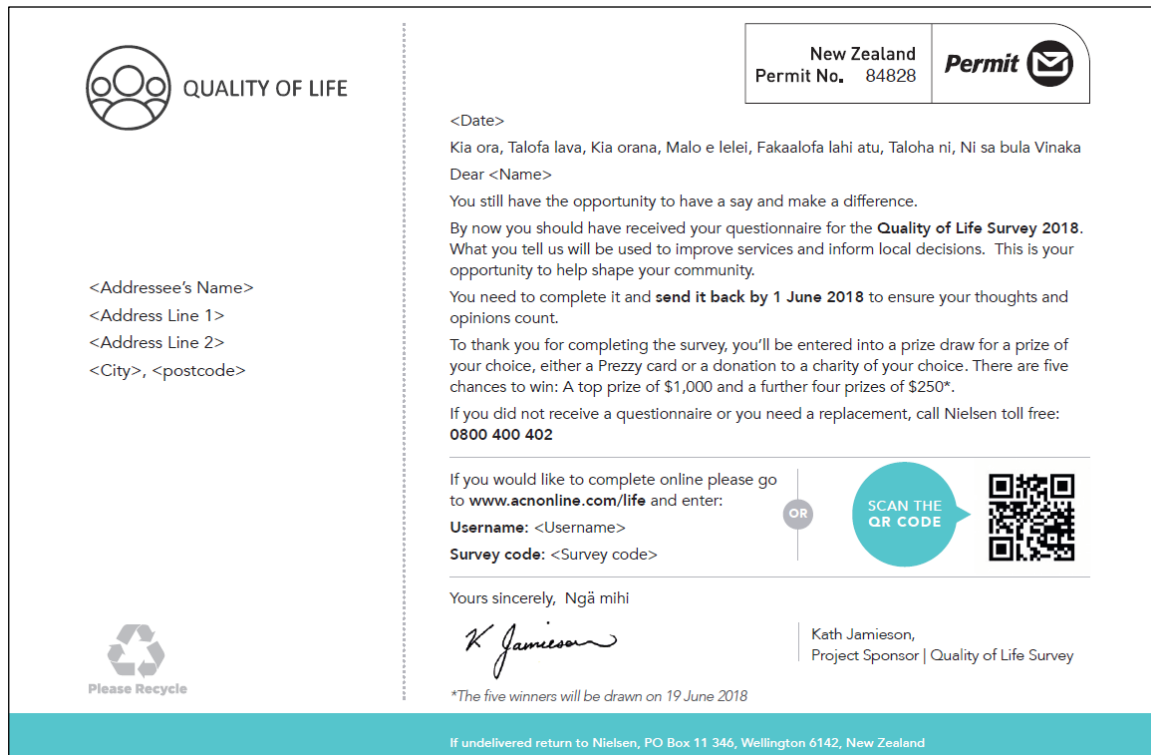 QUALITY OF LIFE
New Zealand
Permit No. 84828
Permit
<Date>
Kia ora, Talofa lava, Kia orana, Malo e lelei, Fakaalofa lahi atu, Taloha ni, Ni sa bula Vinaka
Dear <Name>
You still have the opportunity to have a say and make a difference.
By now you should have received your questionnaire for the Quality of Life Survey 2018.
What you tell us will be used to improve services and inform local decisions. This is your
opportunity to help shape your community.
You need to complete it and send it back by 1 June 2018 to ensure your thoughts and
opinions count.
To thank you for completing the survey, you'll be entered into a prize draw for a prize of
your choice, either a Prezzy card or a donation to a charity of your choice. There are five
chances to win: A top prize of $1,000 and a further four prizes of $250*.
If you did not receive a questionnaire or you need a replacement, call Nielsen toll free:
0800 400 402
<Addressee's Name>
<Address Line 1>
<Address Line 2>
<City>, <postcode>
If you would like to complete online please go
to www.acnonline.com/life and enter:
Username: <Username>
Survey code: <Survey code>
OR
SCAN THE
QR CODE
Yours sincerely, Ngä mihi
K Jamieson
Kath Jamieson,
Project Sponsor | Quality of Life Survey
Please Recycle
*The five winners will be drawn on 19 June 2018
If undelivered return to Nielsen, PO Box 11 346, Wellington 6142, New Zealand